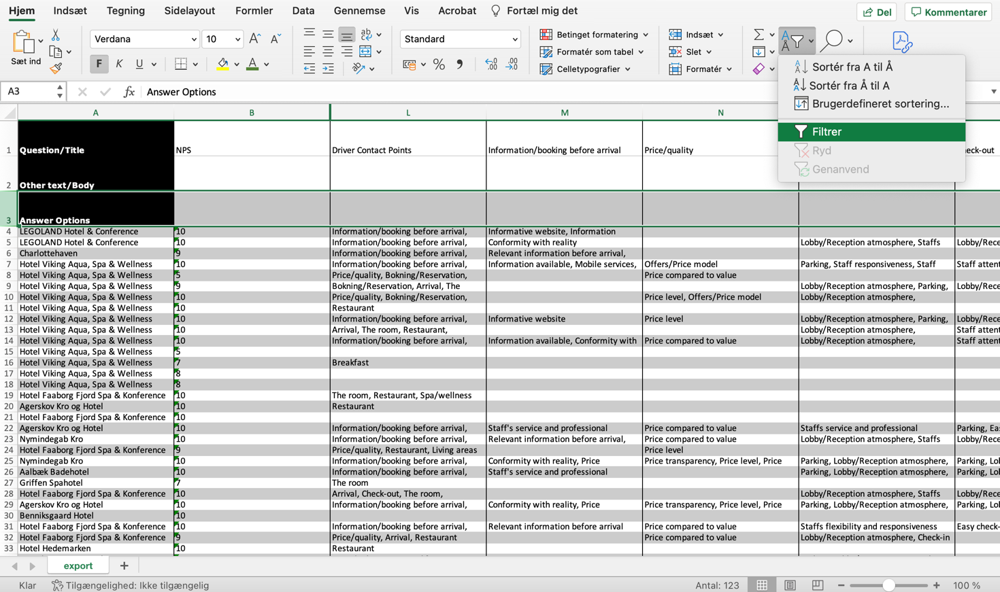 Hjem Indsæt Tegning Sidelayout Formler Data Gennemse Vis Acrobat Fortæl mig det Del Kommentarer
Sæt ind Verdana 10 F K U A ab Standard % Betinget formatering Formatér som tabel Celletypografier Indsæt Slet Formatér
Sortér fra A til Å
Sortér fra Å til A
Brugerdefineret sortering...
Filtrer
Ryd
Genanvend
A3 fx Answer Options
A B L M N
1 Question/Title NPS Driver Contact Points Information/booking before arrival Price/quality eck-out
2 Other text/Body
3 Answer Options
4 LEGOLAND Hotel & Conference 10 Information/booking before arrival, Informative website, Information
5 LEGOLAND Hotel & Conference 10 Information/booking before arrival, Conformity with reality Lobby/Reception atmosphere, Staffs Lobby/Rece
6 Charlottehaven 9 Information/booking before arrival, Relevant information before arrival,
7 Hotel Viking Aqua, Spa & Wellness 10 Information/booking before arrival, Information available, Mobile services, Offers/Price model Parking, Staff responsiveness, Staff Staff attent
8 Hotel Viking Aqua, Spa & Wellness 5 Price/quality, Bokning/Reservation, Price compared to value
9 Hotel Viking Aqua, Spa & Wellness 9 Bokning/Reservation, Arrival, The Lobby/Reception atmosphere, Parking, Lobby/Rece
10 Hotel Viking Aqua, Spa & Wellness 10 Price/quality, Bokning/Reservation, Price level, Offers/Price model Lobby/Reception atmosphere,
11 Hotel Viking Aqua, Spa & Wellness 10 Restaurant
12 Hotel Viking Aqua, Spa & Wellness 10 Information/booking before arrival, Informative website Price level Lobby/Reception atmosphere, Parking, Lobby/Rece
13 Hotel Viking Aqua, Spa & Wellness 10 Arrival, The room, Restaurant, Lobby/Reception atmosphere, Staff attent
14 Hotel Viking Aqua, Spa & Wellness 10 Information/booking before arrival, Information available, Conformity with Price compared to value Lobby/Reception atmosphere, Staff attent
15 Hotel Viking Aqua, Spa & Wellness 5
16 Hotel Viking Aqua, Spa & Wellness 7 Breakfast
17 Hotel Viking Aqua, Spa & Wellness 8
18 Hotel Viking Aqua, Spa & Wellness 8
19 Hotel Faaborg Fjord Spa & Konference 10 The room, Restaurant, Spa/wellness
20 Agerskov Kro og Hotel 10 Restaurant
21 Hotel Faaborg Fjord Spa & Konference 10
22 Agerskov Kro og Hotel 10 Information/booking before arrival, Staff's service and professional Price compared to value Staffs service and professional Parking, Eas
23 Nymindegab Kro 10 Information/booking before arrival, Relevant information before arrival, Price compared to value Lobby/Reception atmosphere, Staffs Lobby/Rece
24 Hotel Faaborg Fjord Spa & Konference 9 Price/quality, Restaurant, Living areas Price level
25 Nymindegab Kro 10 Information/booking before arrival, Conformity with reality, Price Price transparency, Price level, Price Parking, Lobby/Reception atmosphere, Parking, Lol
26 Aalbæk Badehotel 10 Information/booking before arrival, Staff's service and professional Parking, Lobby/Reception atmosphere, Parking, Lol
27 Griffen Spahotel 7 The room
28 Hotel Faaborg Fjord Spa & Konference 10 Arrival, Check-out, The room, Lobby/Reception atmosphere, Staffs Lobby/Rece
29 Agerskov Kro og Hotel 10 Information/booking before arrival, Conformity with reality, Price Price transparency, Price level, Price Parking, Lobby/Reception atmosphere, Parking, Lol
30 Benniksgaard Hotel 10
31 Hotel Faaborg Fjord Spa & Konference 10 Information/booking before arrival, Relevant information before arrival Price compared to value Staffs flexibility and responsiveness Easy check-
32 Hotel Faaborg Fjord Spa & Konference 9 Price/quality, Arrival, Restaurant Price compared to value Lobby/Reception atmosphere, Check-in
33 Hotel Hedemarken 10 Restaurant
export
Klar Tilgængelighed: Ikke tilgængelig Antal: 123 100 %